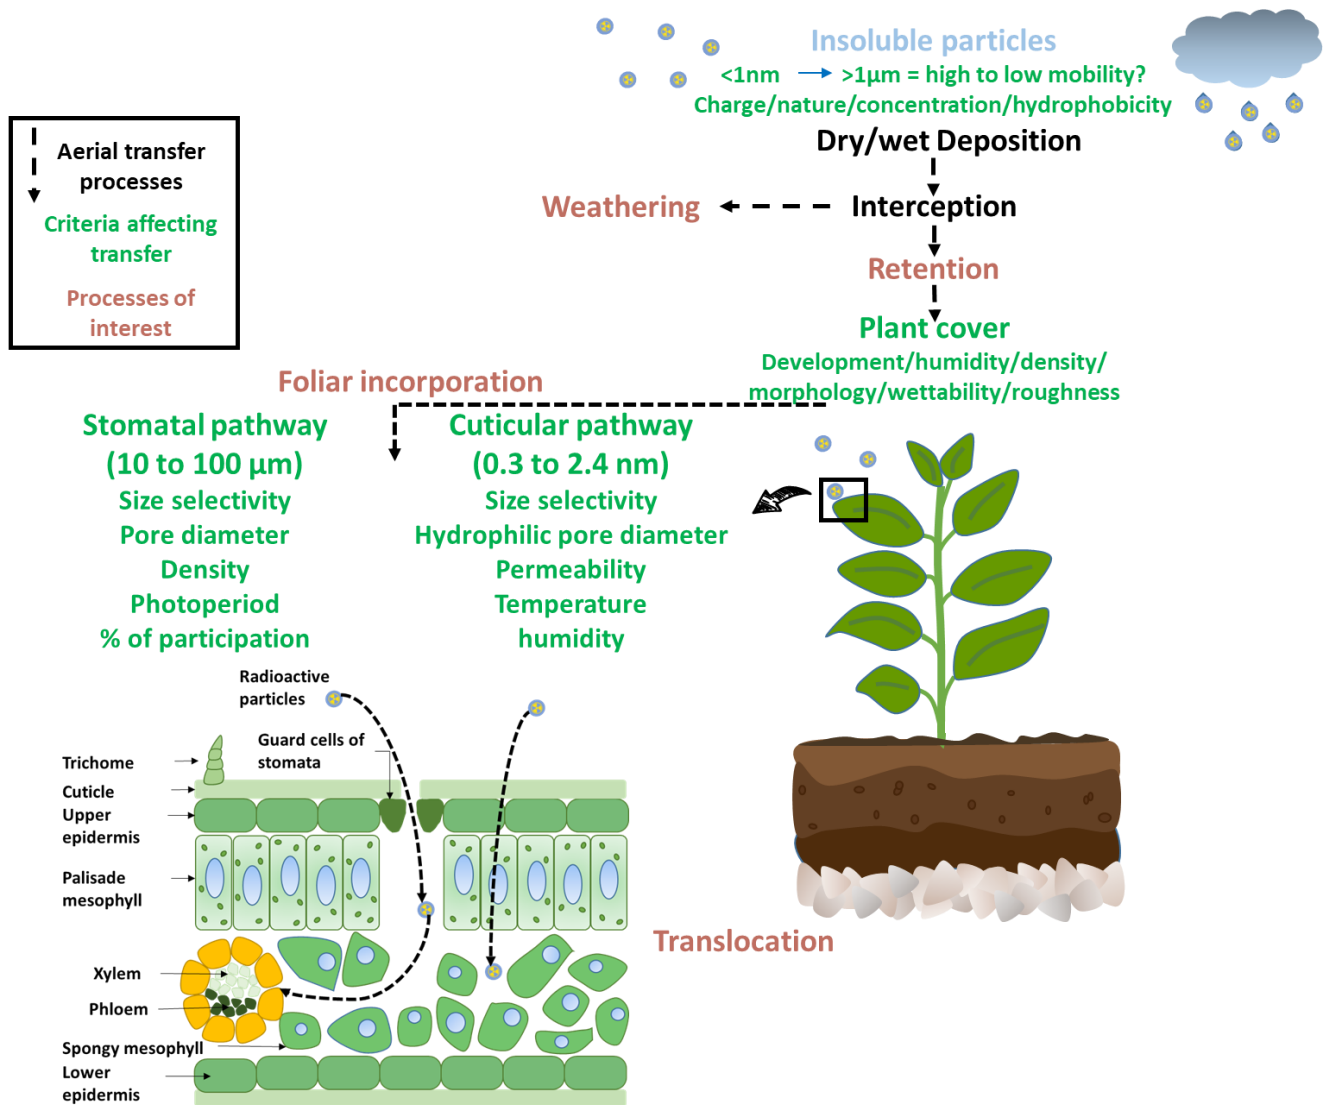 Insoluble particles
<1nm → >1μm = high to low mobility?
Charge/nature/concentration/hydrophobicity
Dry/wet Deposition
Weathering
Interception
Retention
Plant cover
Development/humidity/density/
morphology/wettability/roughness
Aerial transfer
processes
Criteria affecting
transfer
Processes of
interest
Foliar incorporation
Stomatal pathway
(10 to 100 μm)
Size selectivity
Pore diameter
Density
Photoperiod
% of participation
Cuticular pathway
(0.3 to 2.4 nm)
Size selectivity
Hydrophilic pore diameter
Permeability
Temperature
humidity
Radioactive
particles
Guard cells of
stomata
Trichome
Cuticle
Upper
epidermis
Palisade
mesophyll
Xylem
Phloem
Spongy mesophyll
Lower
epidermis
Translocation